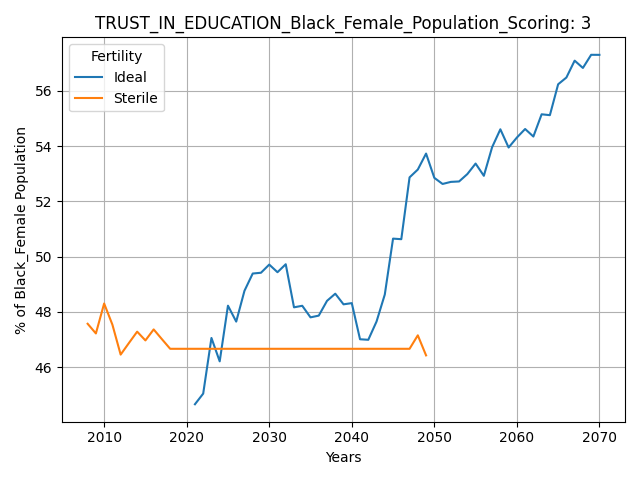 TRUST_IN_EDUCATION_Black_Female_Population_Scoring: 3
Fertility
Ideal
Sterile
% of Black_Female Population
56
54
52
50
48
46
2010 2020 2030 2040 2050 2060 2070
Years